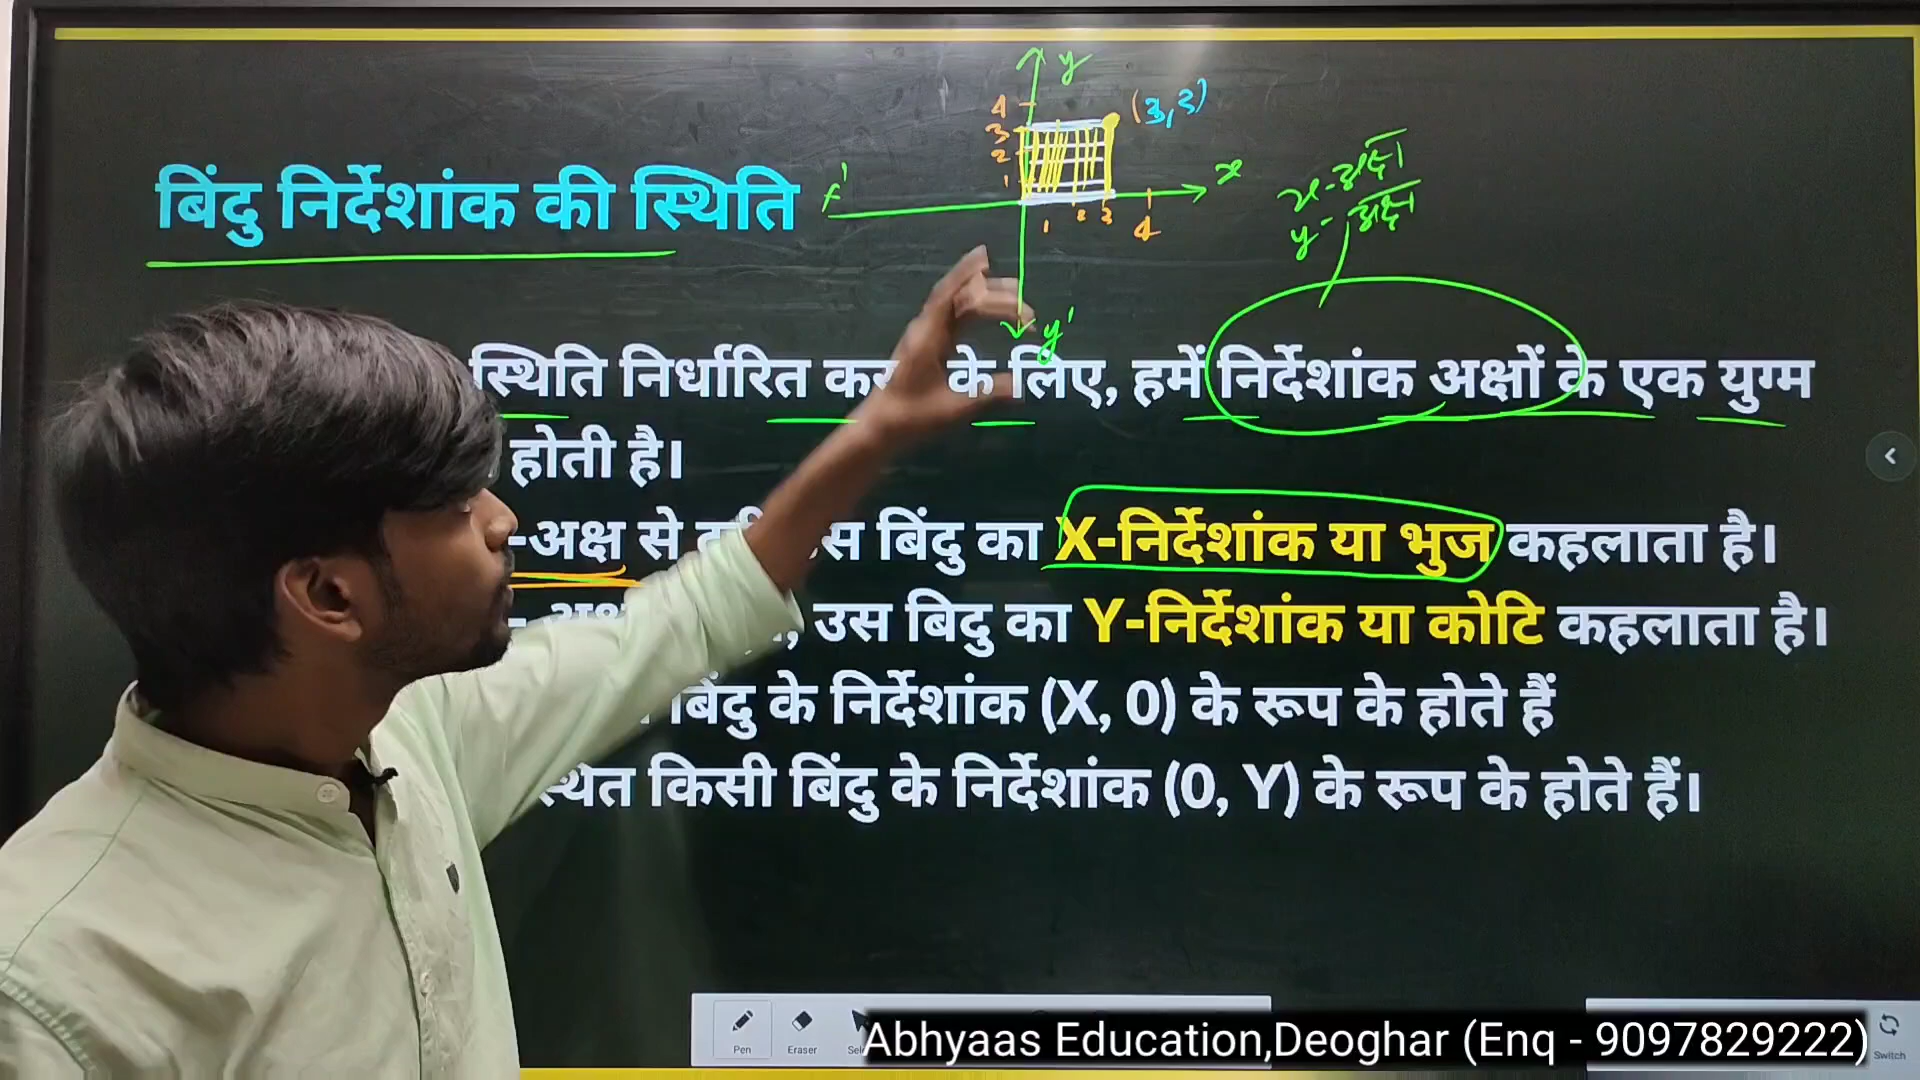 y
4
3
2
1
(3, 3)
x'
x
1 2 3 4
y'
x-अक्ष
y-अक्ष
बिंदु निर्देशांक की स्थिति
स्थिति निर्धारित के लिए, हमें निर्देशांक अक्षों के एक युग्म
होती है।
-अक्ष से बिंदु का X-निर्देशांक या भुज कहलाता है।
उस बिदु का Y-निर्देशांक या कोटि कहलाता है।
बिंदु के निर्देशांक (X, 0) के रूप के होते हैं
किसी बिंदु के निर्देशांक (0, Y) के रूप के होते हैं।
Pen Eraser
Switch
Abhyaas Education,Deoghar (Enq - 9097829222)